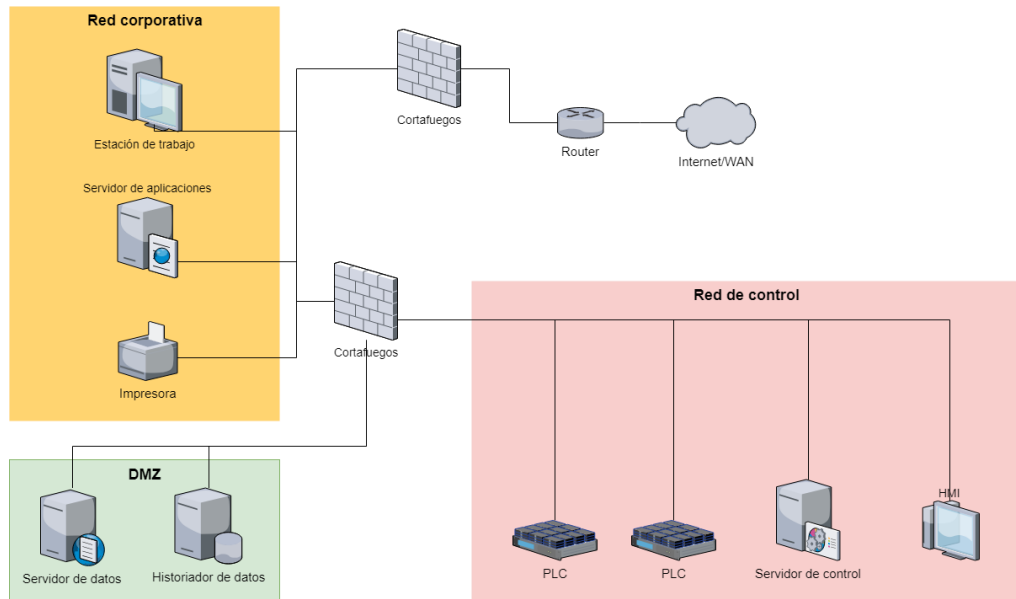 Red corporativa
Estación de trabajo
Servidor de aplicaciones
Impresora
Cortafuegos
Router
Internet/WAN
Cortafuegos
Red de control
PLC
PLC
Servidor de control
HMI
DMZ
Servidor de datos
Historiador de datos